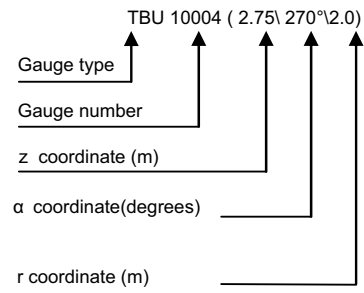 TBU 10004 ( 2.75\ 270°\2.0)
Gauge type
Gauge number
z coordinate (m)
α coordinate(degrees)
r coordinate (m)